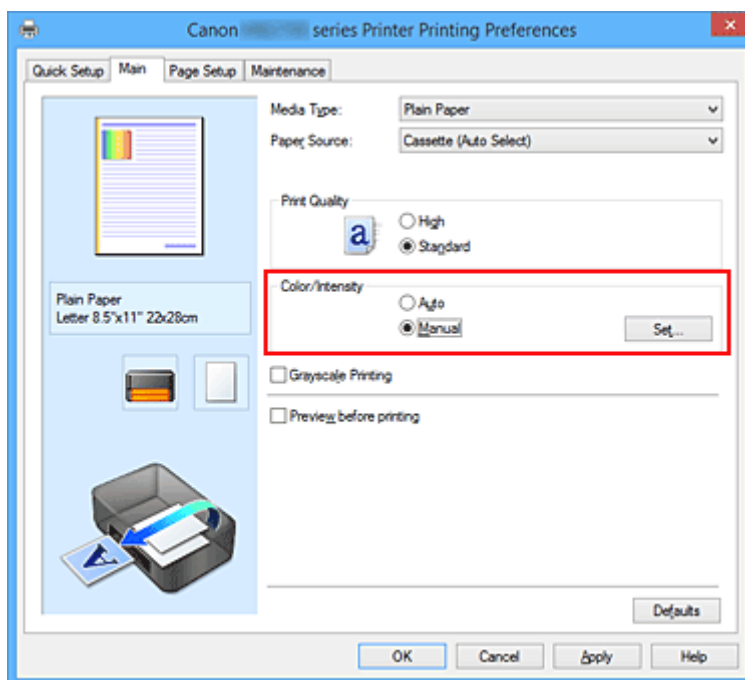 Canon series Printer Printing Preferences
Quick Setup Main Page Setup Maintenance
Media Type: Plain Paper
Paper Source: Cassette (Auto Select)
Print Quality
a
High
Standard
Color/Intensity
Auto
Manual Set...
Plain Paper
Letter 8.5"x11" 22x28cm
Grayscale Printing
Preview before printing
A
Defaults
OK Cancel Apply Help